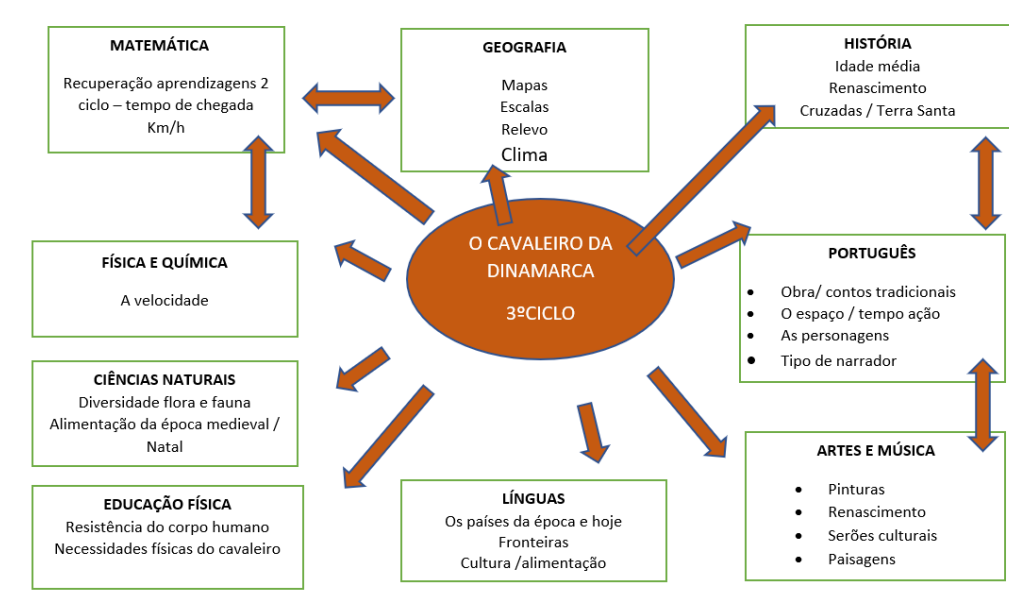 MATEMÁTICA
Recuperação aprendizagens 2
ciclo – tempo de chegada
Km/h
GEOGRAFIA
Mapas
Escalas
Relevo
Clima
HISTÓRIA
Idade média
Renascimento
Cruzadas / Terra Santa
O CAVALEIRO DA
DINAMARCA
3ºCICLO
FÍSICA E QUÍMICA
A velocidade
PORTUGUÊS
• Obra/ contos tradicionais
• O espaço / tempo ação
• As personagens
• Tipo de narrador
CIÊNCIAS NATURAIS
Diversidade flora e fauna
Alimentação da época medieval /
Natal
EDUCAÇÃO FÍSICA
Resistência do corpo humano
Necessidades físicas do cavaleiro
LÍNGUAS
Os países da época e hoje
Fronteiras
Cultura /alimentação
ARTES E MÚSICA
• Pinturas
• Renascimento
• Serões culturais
• Paisagens